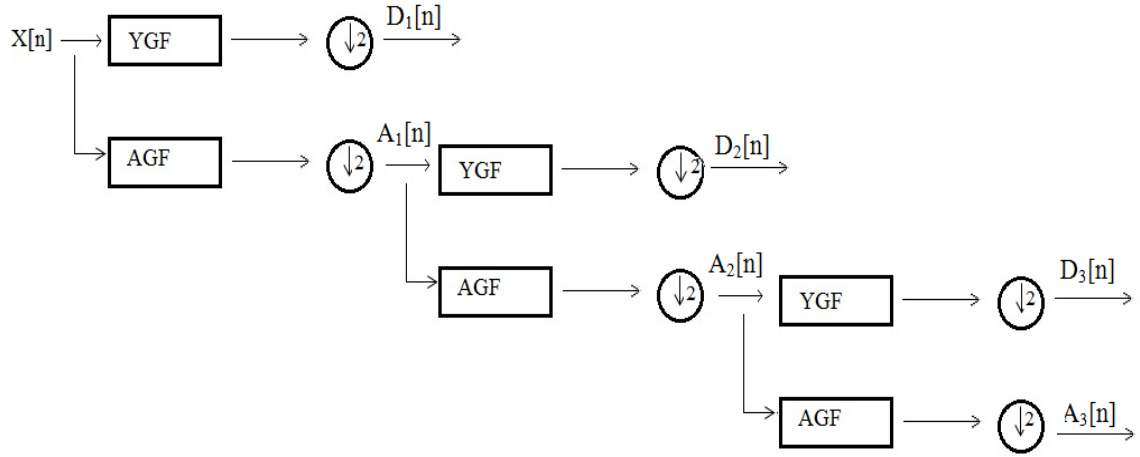 D₁[n]
X[n] YGF ↓2
A₁[n]
AGF ↓2
D₂[n]
YGF ↓2
A₂[n]
AGF ↓2
D₃[n]
YGF ↓2
A₃[n]
AGF ↓2